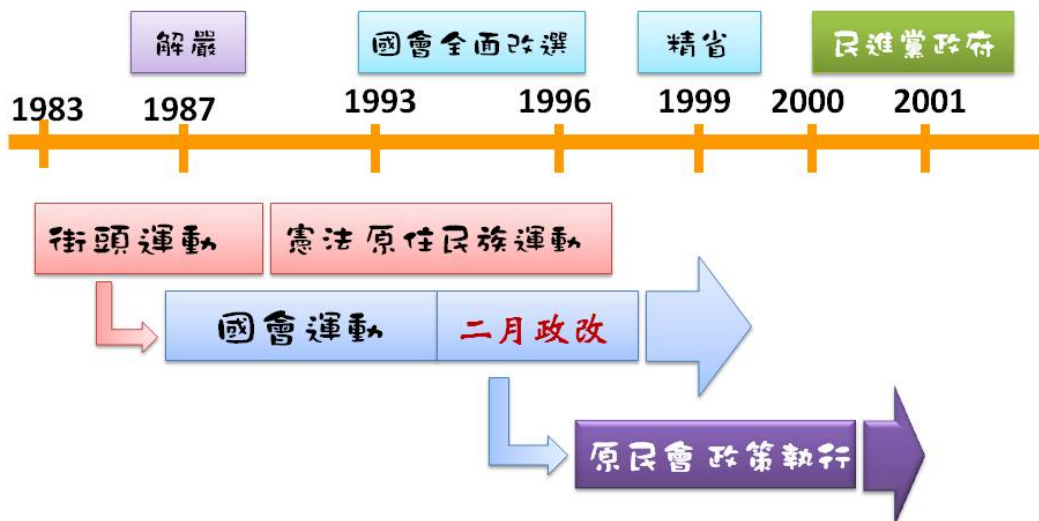 解嚴
國會全面改選
精省
民進黨政府
1983
1987
1993
1996
1999
2000
2001
街頭運動
憲法原住民族運動
國會運動
二月政改
原民會政策執行